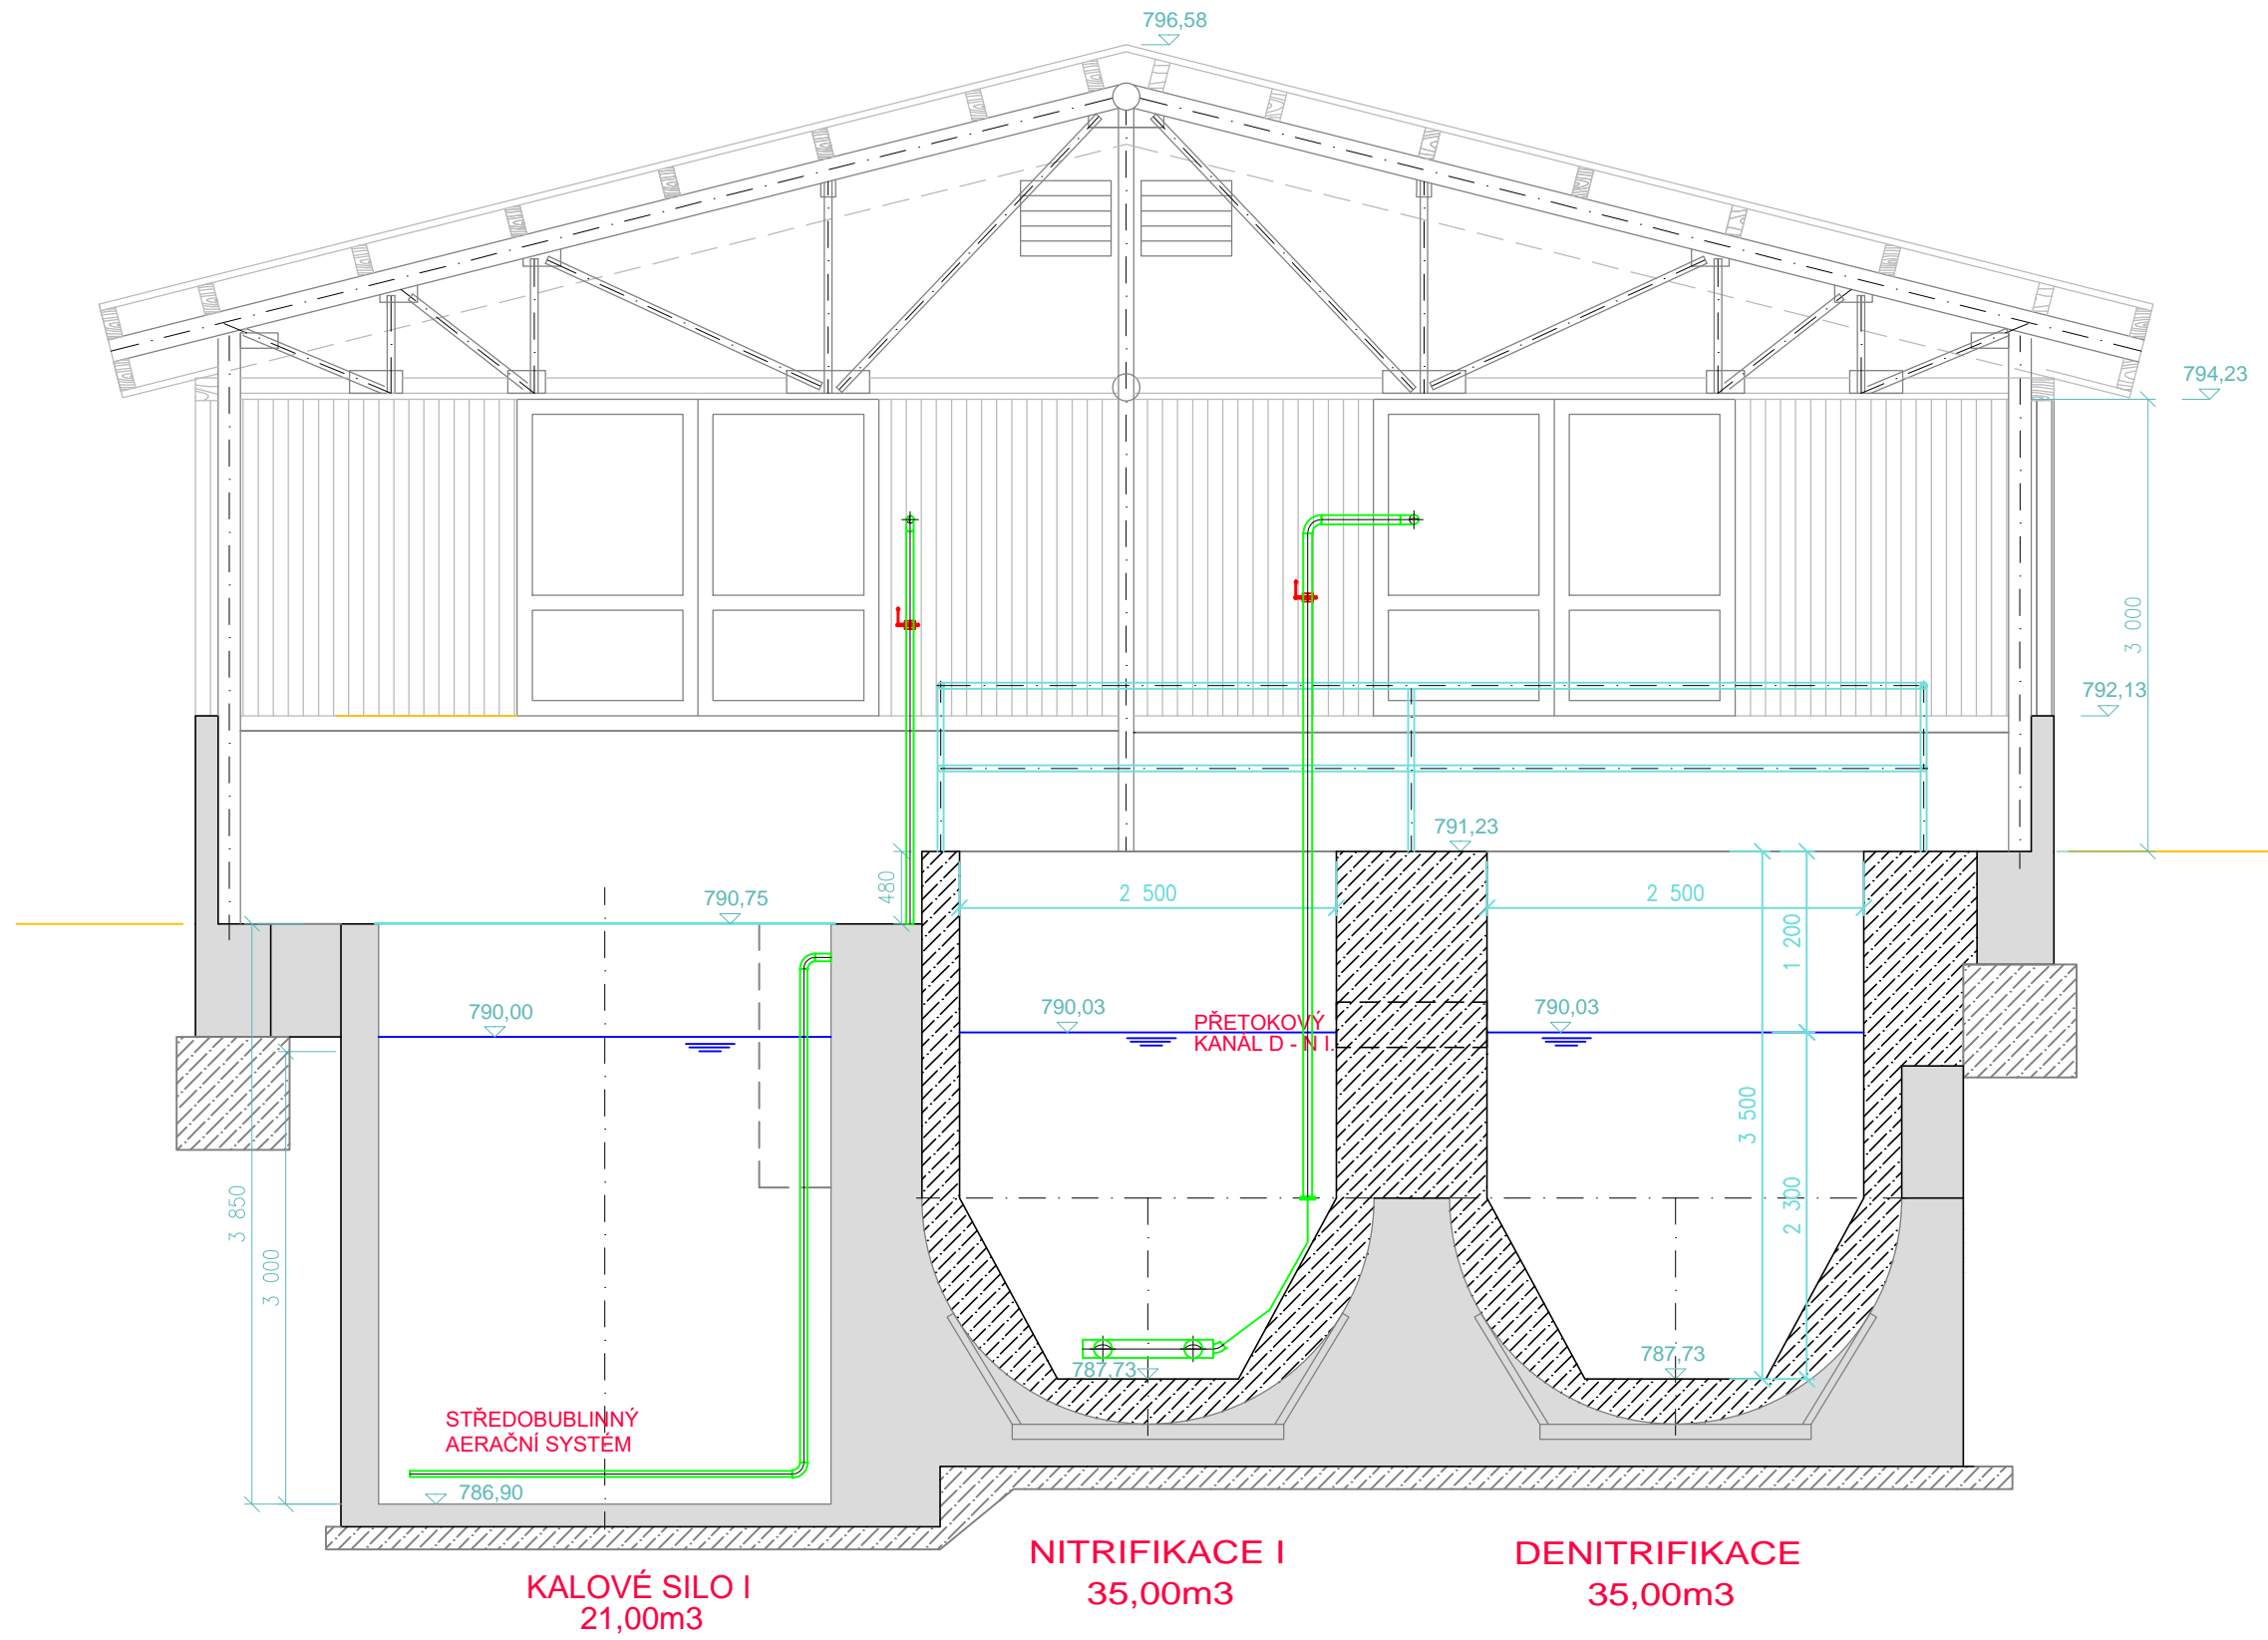 796,58
794,23
3 000
792,13
791,23
480
790,75
2 500
2 500
1 200
790,00
790,03
790,03
PŘETOKOVÝ
KANÁL D - N I.
3 500
3 850
3 000
2 300
787,73
787,73
STŘEDOBUBLINNÝ
AERAČNÍ SYSTÉM
786,90
NITRIFIKACE I
35,00m3
DENITRIFIKACE
35,00m3
KALOVÉ SILO I
21,00m3